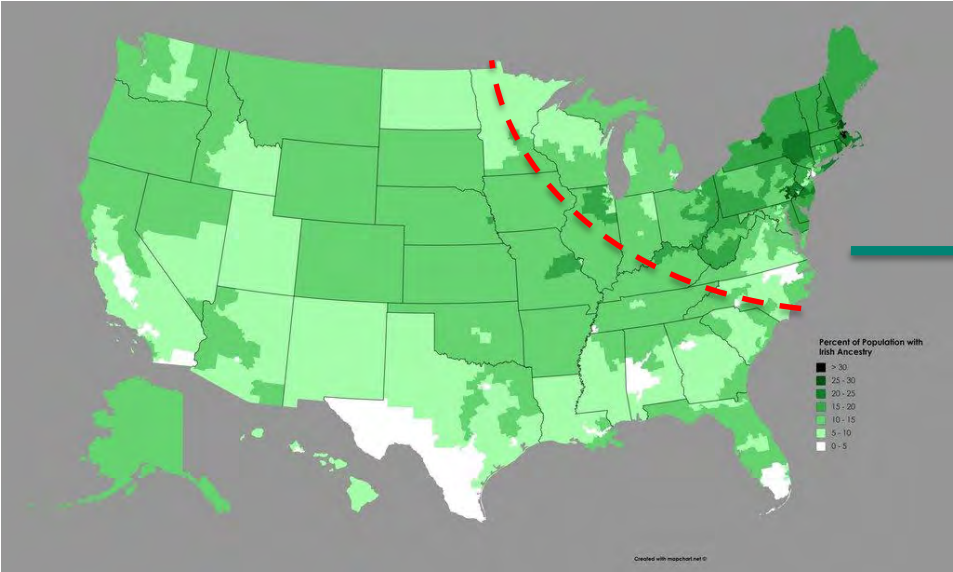 Percent of Population with
Irish Ancestry
> 30
25 - 30
20 - 25
15 - 20
10 - 15
5 - 10
0 - 5
Created with mapchart.net ©